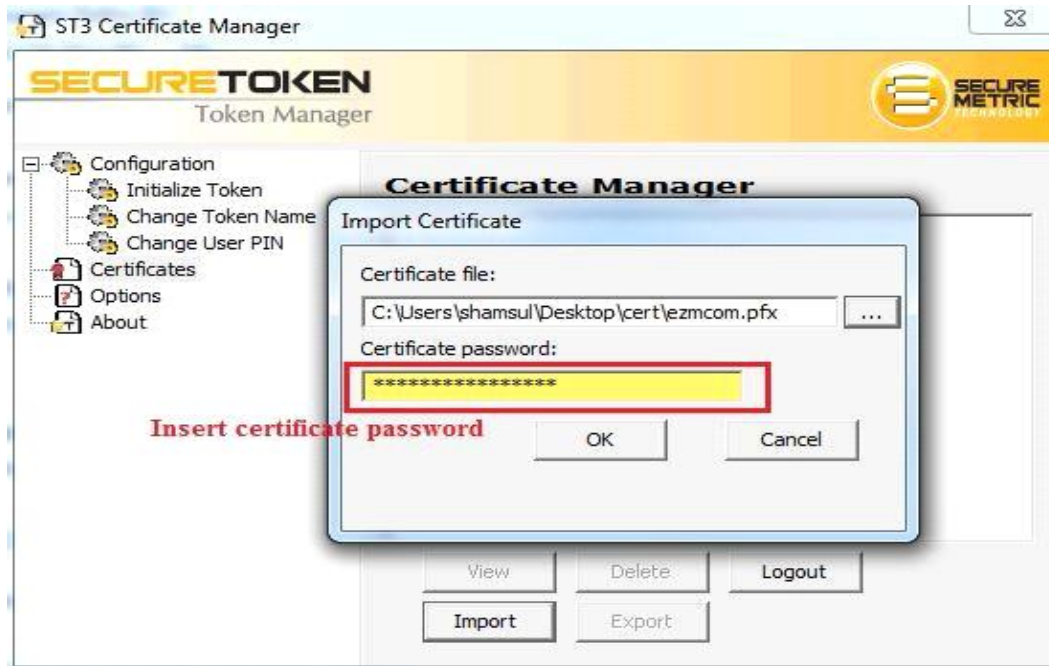 ST3 Certificate Manager
SECURETOKEN
Token Manager
SECURE
METRIC
TECHNOLOGY
Configuration
Initialize Token
Change Token Name
Change User PIN
Certificates
Options
About
Certificate Manager
Import Certificate
Certificate file:
C:\Users\shamsul\Desktop\cert\ezmcom.pfx
...
Certificate password:
****************
Insert certificate password
OK
Cancel
View
Delete
Logout
Import
Export